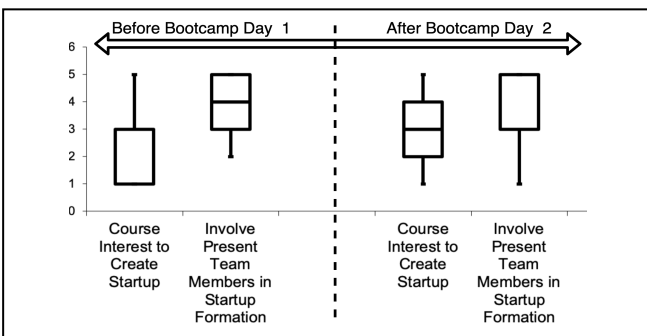 Before Bootcamp Day 1
After Bootcamp Day 2
6
5
4
3
2
1
0
Course
Interest to
Create
Startup
Involve
Present
Team
Members in
Startup
Formation
Course
Interest to
Create
Startup
Involve
Present
Team
Members in
Startup
Formation